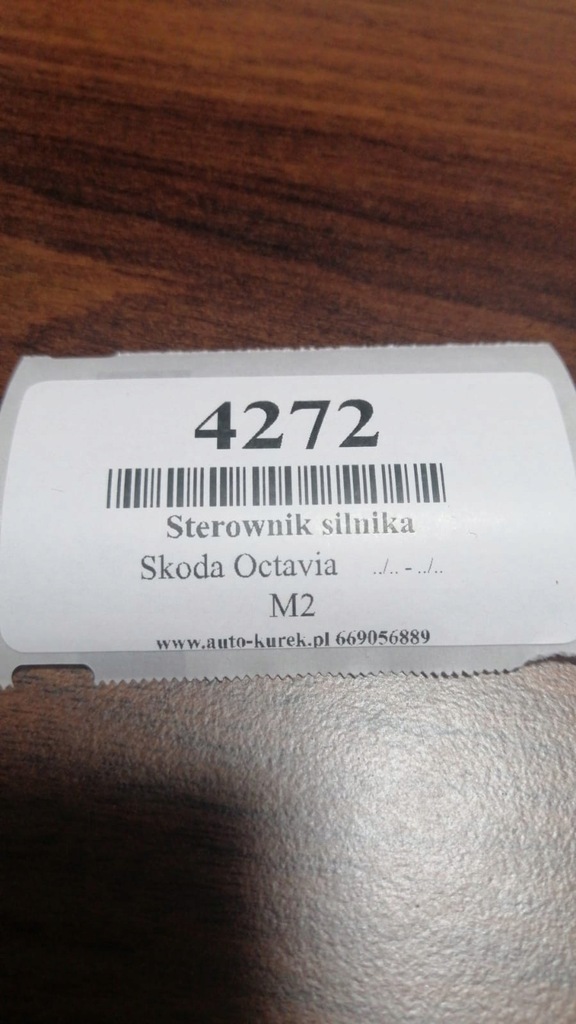 4272
Sterownik silnika
Skoda Octavia ../.. - ../..
M2
www.auto-kurek.pl 669056889